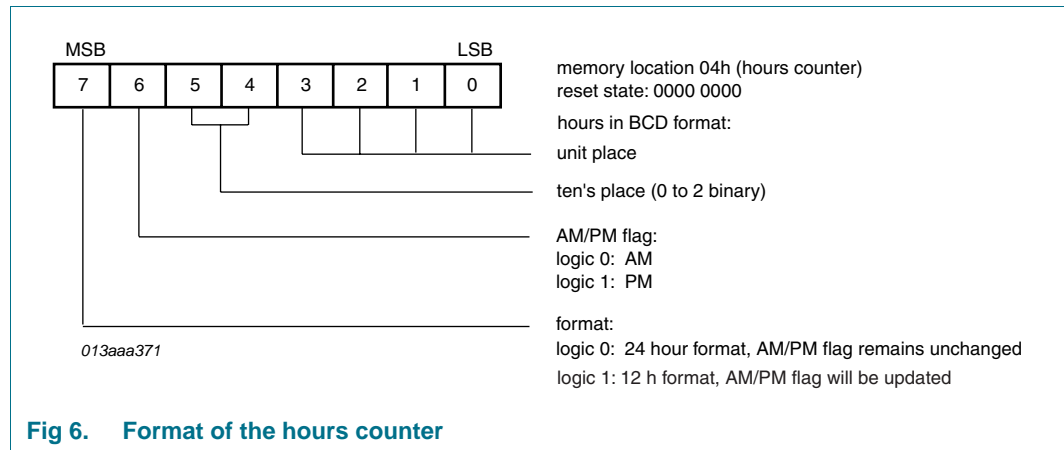 MSB LSB
7 6 5 4 3 2 1 0
memory location 04h (hours counter)
reset state: 0000 0000
hours in BCD format:
unit place
ten's place (0 to 2 binary)
AM/PM flag:
logic 0: AM
logic 1: PM
format:
logic 0: 24 hour format, AM/PM flag remains unchanged
logic 1: 12 h format, AM/PM flag will be updated
013aaa371
Fig 6. Format of the hours counter